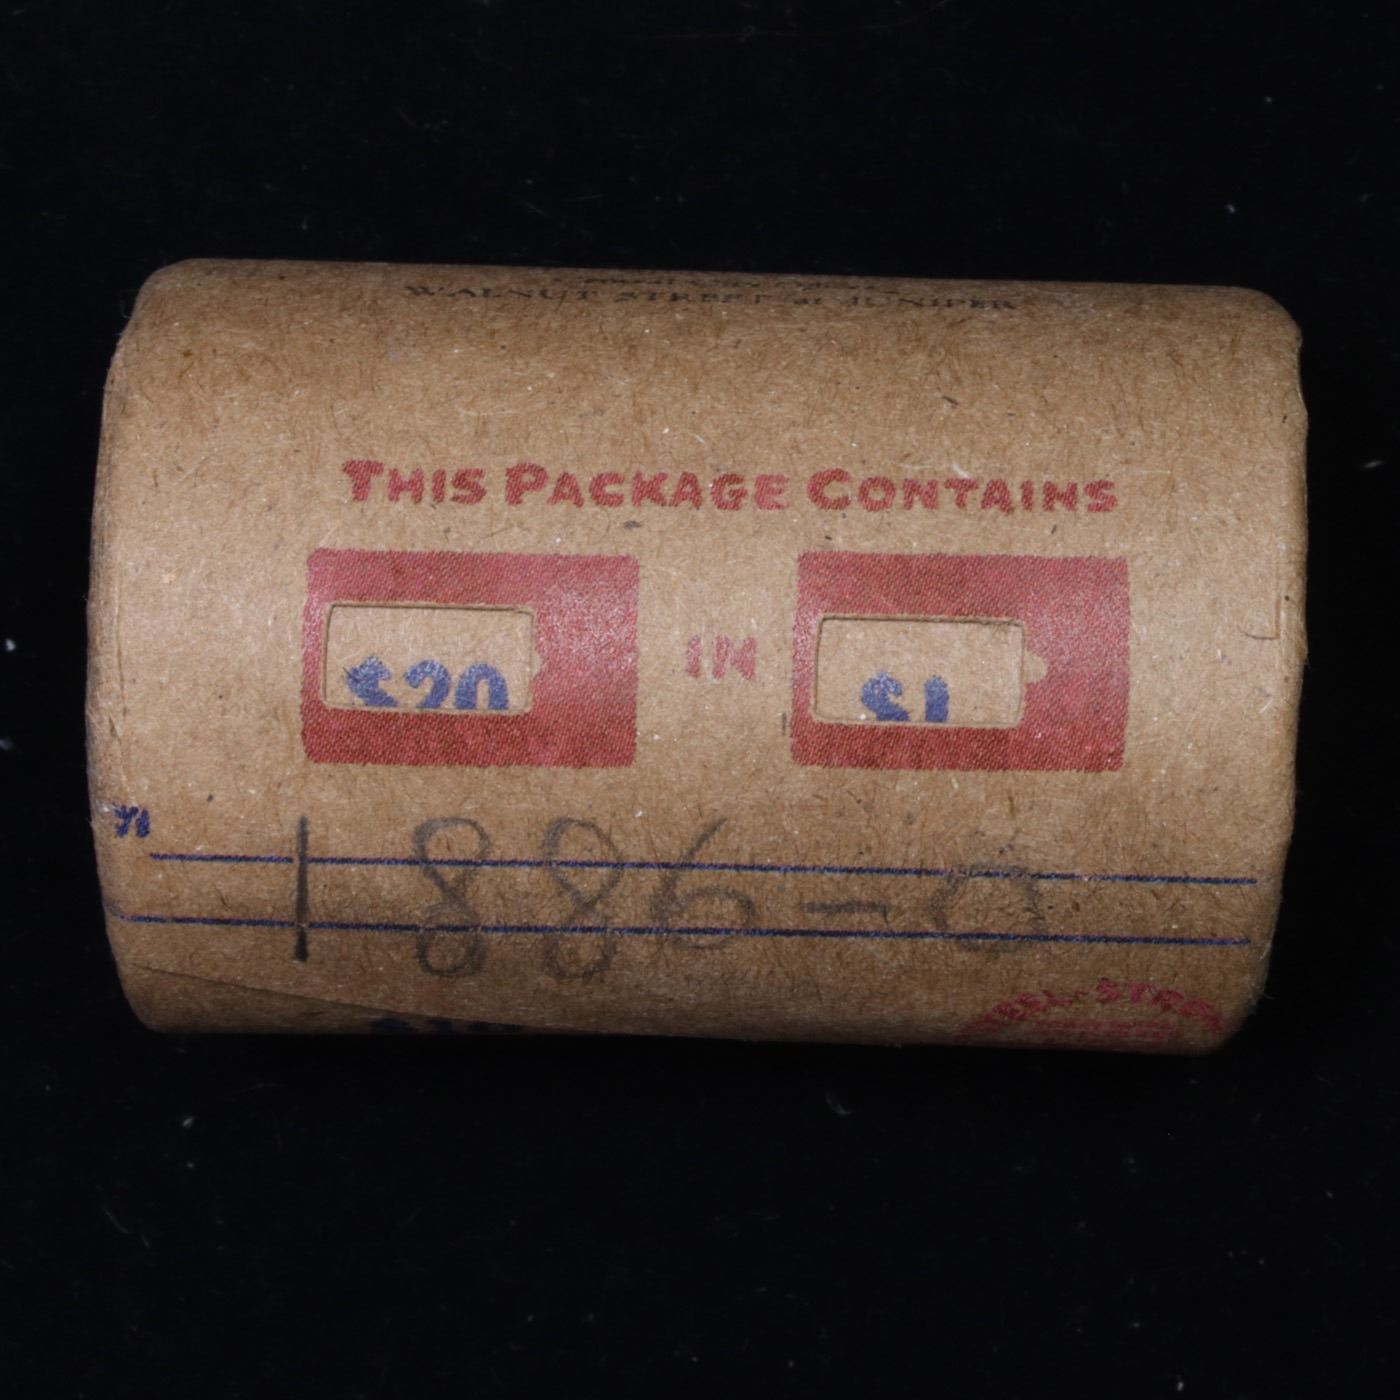 WALNUT STREET at JUNIPER
THIS PACKAGE CONTAINS
$20 IN $1
1886-O